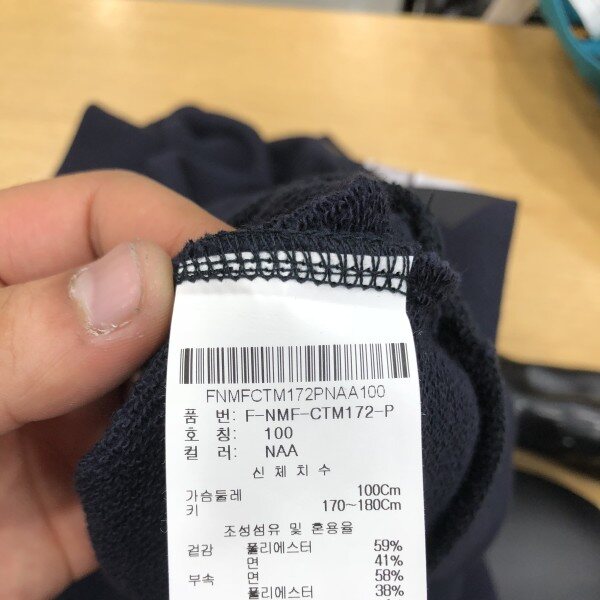 FNMFCTM172PNAA100
품 번: F-NMF-CTM172-P
호 칭: 100
컬 러: NAA
신 체 치 수
가슴둘레 100Cm
키 170~180Cm
조성섬유 및 혼용율
겉감 폴리에스터 59%
면 41%
부속 면 58%
폴리에스터 38%